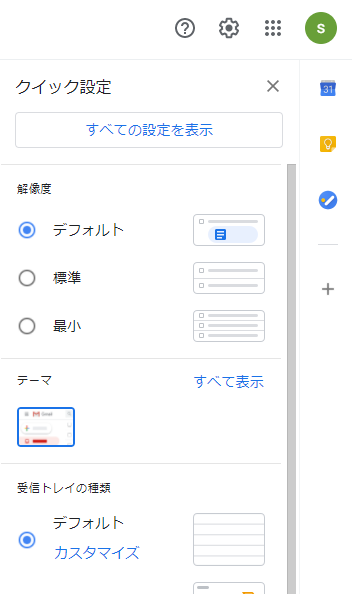 S
クイック設定
すべての設定を表示
31
解像度
デフォルト
標準
最小
テーマ
すべて表示
受信トレイの種類
デフォルト
カスタマイズ